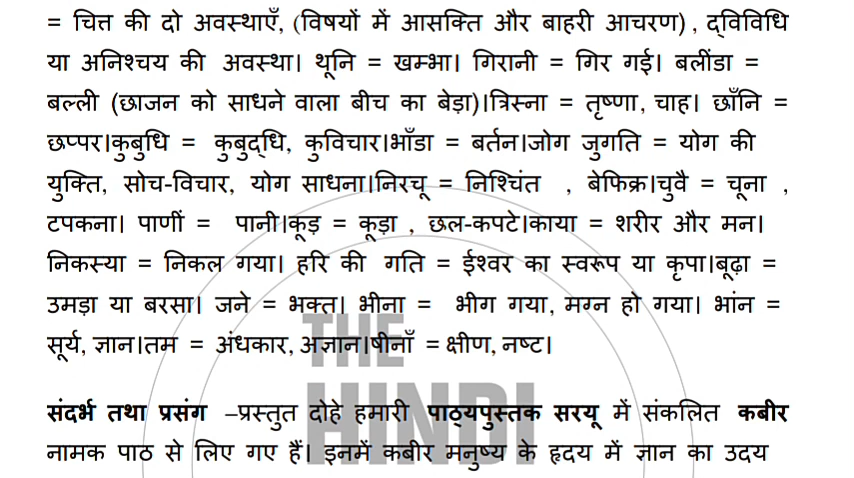 = चित्त की दो अवस्थाएँ, (विषयों में आसक्ति और बाहरी आचरण) , द्विविधि
या अनिश्चय की अवस्था। थूनि = खम्भा। गिरानी = गिर गई। बलींडा =
बल्ली (छाजन को साधने वाला बीच का बेड़ा)।त्रिस्ना = तृष्णा, चाह। छाँनि =
छप्पर।कुबुधि = कुबुद्धि, कुविचार।भाँडा = बर्तन।जोग जुगति = योग की
युक्ति, सोच-विचार, योग साधना।निरचू = निश्चिंत , बेफिक्र।चुवै = चूना ,
टपकना। पाणीं = पानी।कूड़ = कूड़ा , छल-कपटे।काया = शरीर और मन।
निकस्या = निकल गया। हरि की गति = ईश्वर का स्वरूप या कृपा।बूढ़ा =
उमड़ा या बरसा। जने = भक्त। भीना = भीग गया, मग्न हो गया। भांन =
सूर्य, ज्ञान।तम = अंधकार, अज्ञान।षीनाँ = क्षीण, नष्ट।
संदर्भ तथा प्रसंग –प्रस्तुत दोहे हमारी पाठ्यपुस्तक सरयू में संकलित कबीर
नामक पाठ से लिए गए हैं। इनमें कबीर मनुष्य के हृदय में ज्ञान का उदय
THE
HINDI